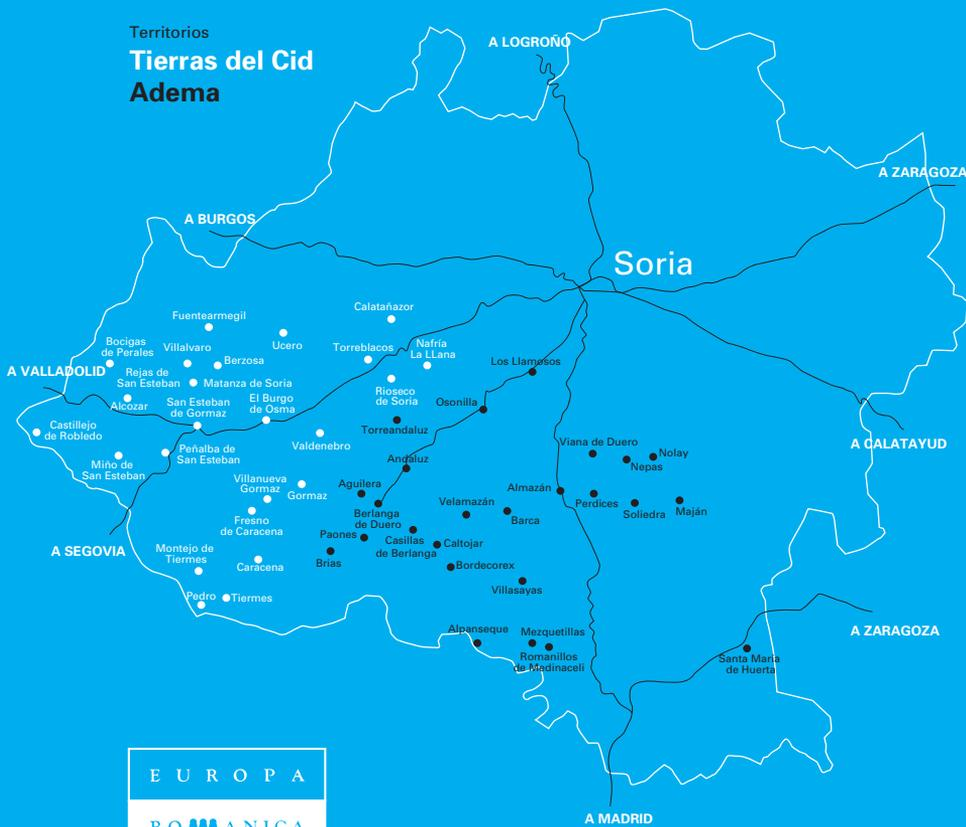 Territorios
Tierras del Cid
Adema
A LOGROÑO
A ZARAGOZA
A BURGOS
Soria
Calatañazor
Fuentearmegil
Ucero
Bocigas
de Perales
Villalvaro
Berzosa
Torreblacos
Nafría
La LLana
Los Llamosos
A VALLADOLID
Rejas de
San Esteban
Matanza de Soria
Rioseco
de Soria
Alcozar
San Esteban
de Gormaz
El Burgo
de Osma
Osonilla
Torreandaluz
Castillejo
de Robledo
Peñalba de
San Esteban
Valdenebro
Viana de Duero
Nolay
Nepas
A CALATAYUD
Miño de
San Esteban
Andaluz
Villanueva
Gormaz
Gormaz
Aguilera
Almazán
Perdices
Soliedra
Maján
Velamazán
Barca
Berlanga
de Duero
Fresno
de Caracena
Paones
Casillas
de Berlanga
Caltojar
A SEGOVIA
Montejo de
Tiermes
Caracena
Brias
Bordecorex
Villasayas
Pedro
Tiermes
Alpanseque
Mezquetillas
Romanillos
de Medinaceli
A ZARAGOZA
Santa María
de Huerta
EUROPA
ROMANICA
A MADRID